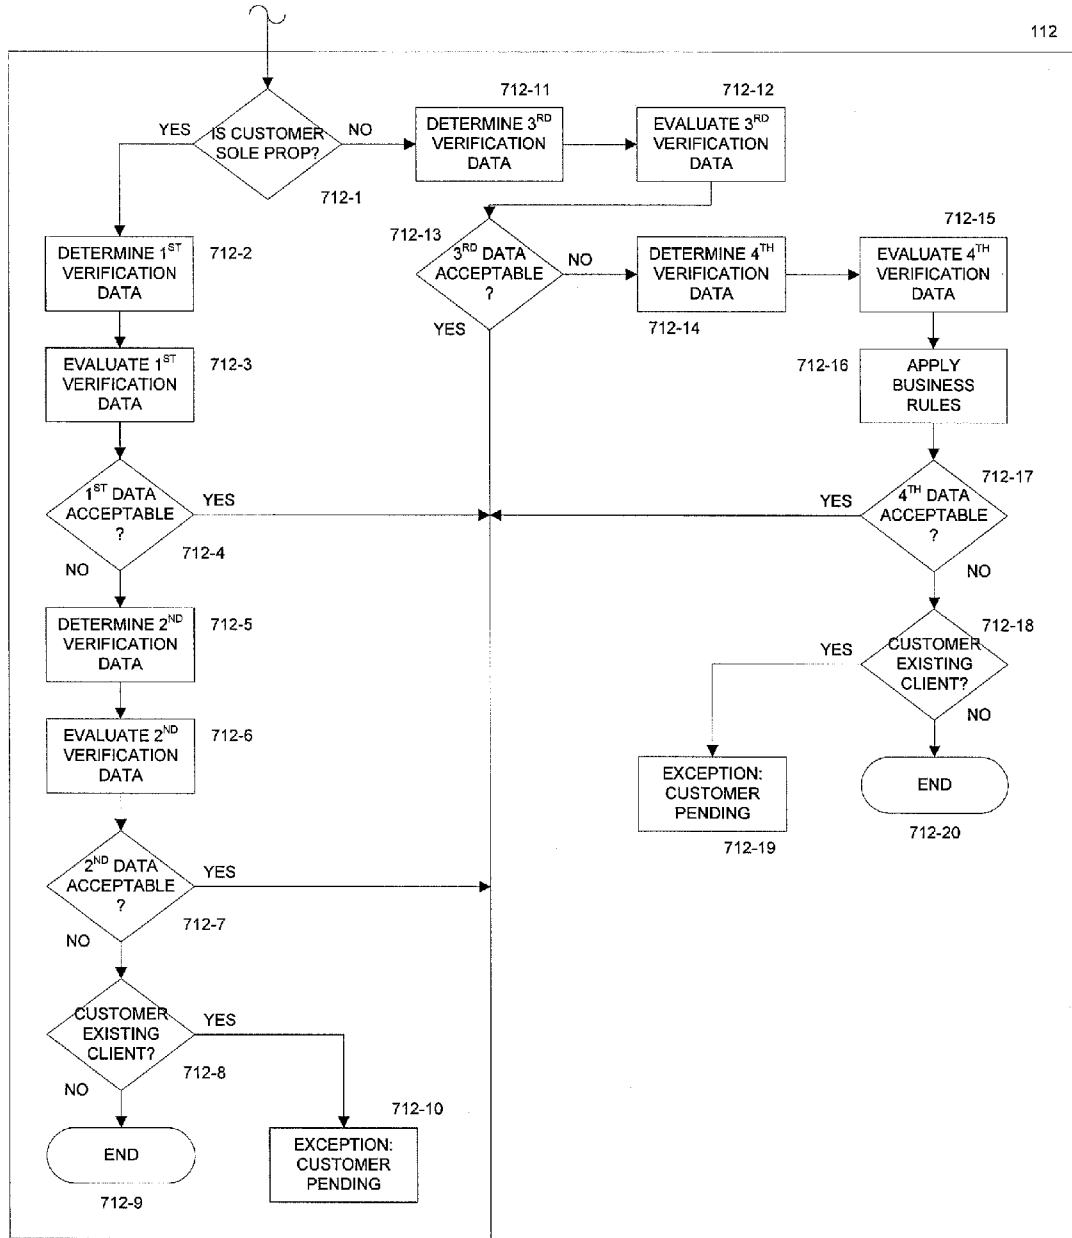 112
IS CUSTOMER
SOLE PROP?
YES
NO
712-1
712-11
DETERMINE 3RD
VERIFICATION
DATA
712-12
EVALUATE 3RD
VERIFICATION
DATA
712-2
DETERMINE 1ST
VERIFICATION
DATA
712-13
3RD DATA
ACCEPTABLE
?
NO
YES
DETERMINE 4TH
VERIFICATION
DATA
712-14
712-15
EVALUATE 4TH
VERIFICATION
DATA
EVALUATE 1ST
VERIFICATION
DATA
712-3
712-16
APPLY
BUSINESS
RULES
1ST DATA
ACCEPTABLE
?
YES
712-4
NO
YES
4TH DATA
ACCEPTABLE
?
712-17
NO
DETERMINE 2ND
VERIFICATION
DATA
712-5
712-18
YES
CUSTOMER
EXISTING
CLIENT?
NO
EVALUATE 2ND
VERIFICATION
DATA
712-6
EXCEPTION:
CUSTOMER
PENDING
712-19
END
712-20
2ND DATA
ACCEPTABLE
?
YES
712-7
NO
CUSTOMER
EXISTING
CLIENT?
YES
712-8
NO
712-10
END
712-9
EXCEPTION:
CUSTOMER
PENDING